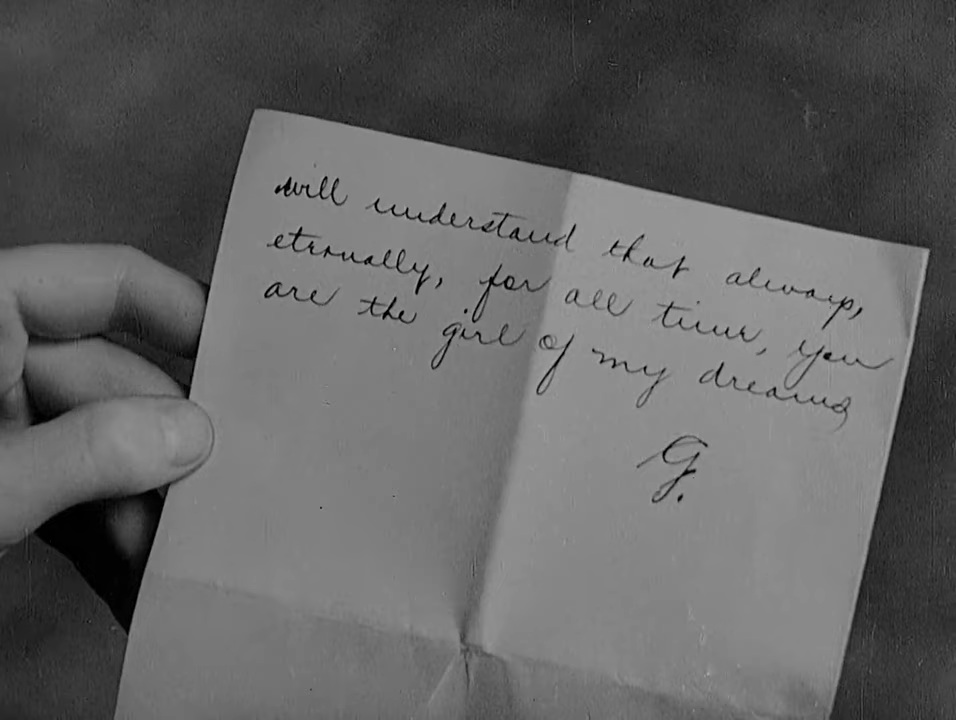 will understand that always,
eternally, for all time, you
are the girl of my dreams
G.